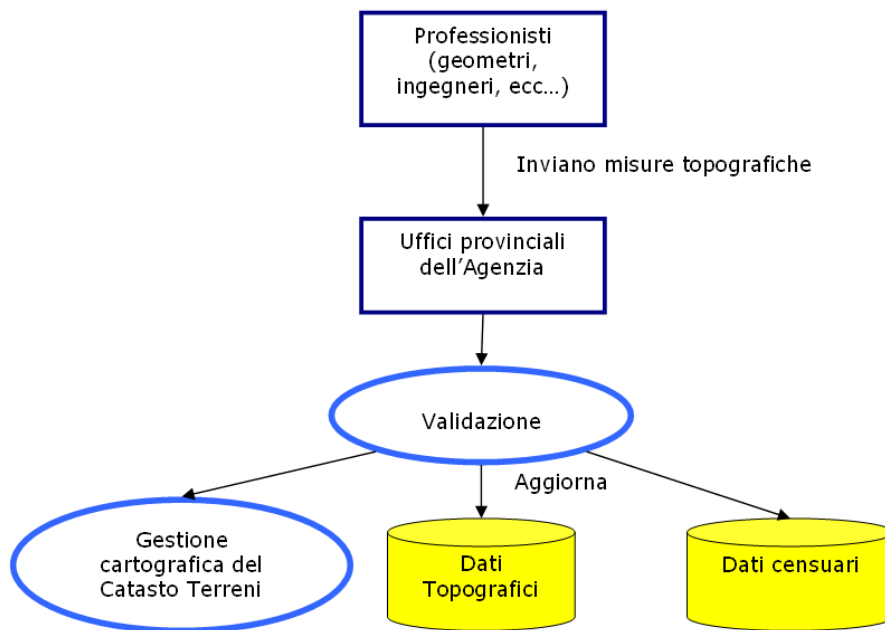 Professionisti
(geometri,
ingegneri, ecc...)
Inviano misure topografiche
Uffici provinciali
dell'Agenzia
Validazione
Aggiorna
Gestione
cartografica del
Catasto Terreni
Dati
Topografici
Dati censuari